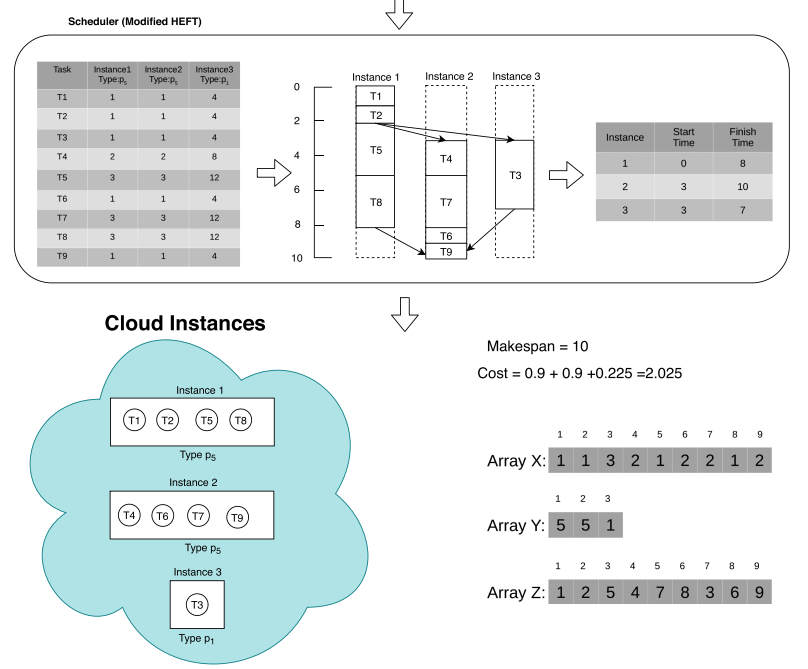 Scheduler (Modified HEFT)
Task Instance1 Type:p5 Instance2 Type:p5 Instance3 Type:p1
T1 1 1 4
T2 1 1 4
T3 1 1 4
T4 2 2 8
T5 3 3 12
T6 1 1 4
T7 3 3 12
T8 3 3 12
T9 1 1 4
Instance 1 Instance 2 Instance 3
0
2
4
6
8
10
T1
T2
T5
T8
T4
T7
T6
T9
T3
Instance Start Time Finish Time
1 0 8
2 3 10
3 3 7
Cloud Instances
Instance 1
T1 T2 T5 T8
Type p5
Instance 2
T4 T6 T7 T9
Type p5
Instance 3
T3
Type p1
Makespan = 10
Cost = 0.9 + 0.9 +0.225 =2.025
1 2 3 4 5 6 7 8 9
Array X: 1 1 3 2 1 2 2 1 2
1 2 3
Array Y: 5 5 1
1 2 3 4 5 6 7 8 9
Array Z: 1 2 5 4 7 8 3 6 9